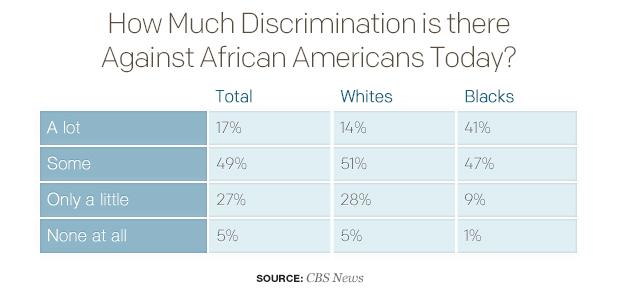 How Much Discrimination is there
Against African Americans Today?
Total Whites Blacks
A lot 17% 14% 41%
Some 49% 51% 47%
Only a little 27% 28% 9%
None at all 5% 5% 1%
SOURCE: CBS News